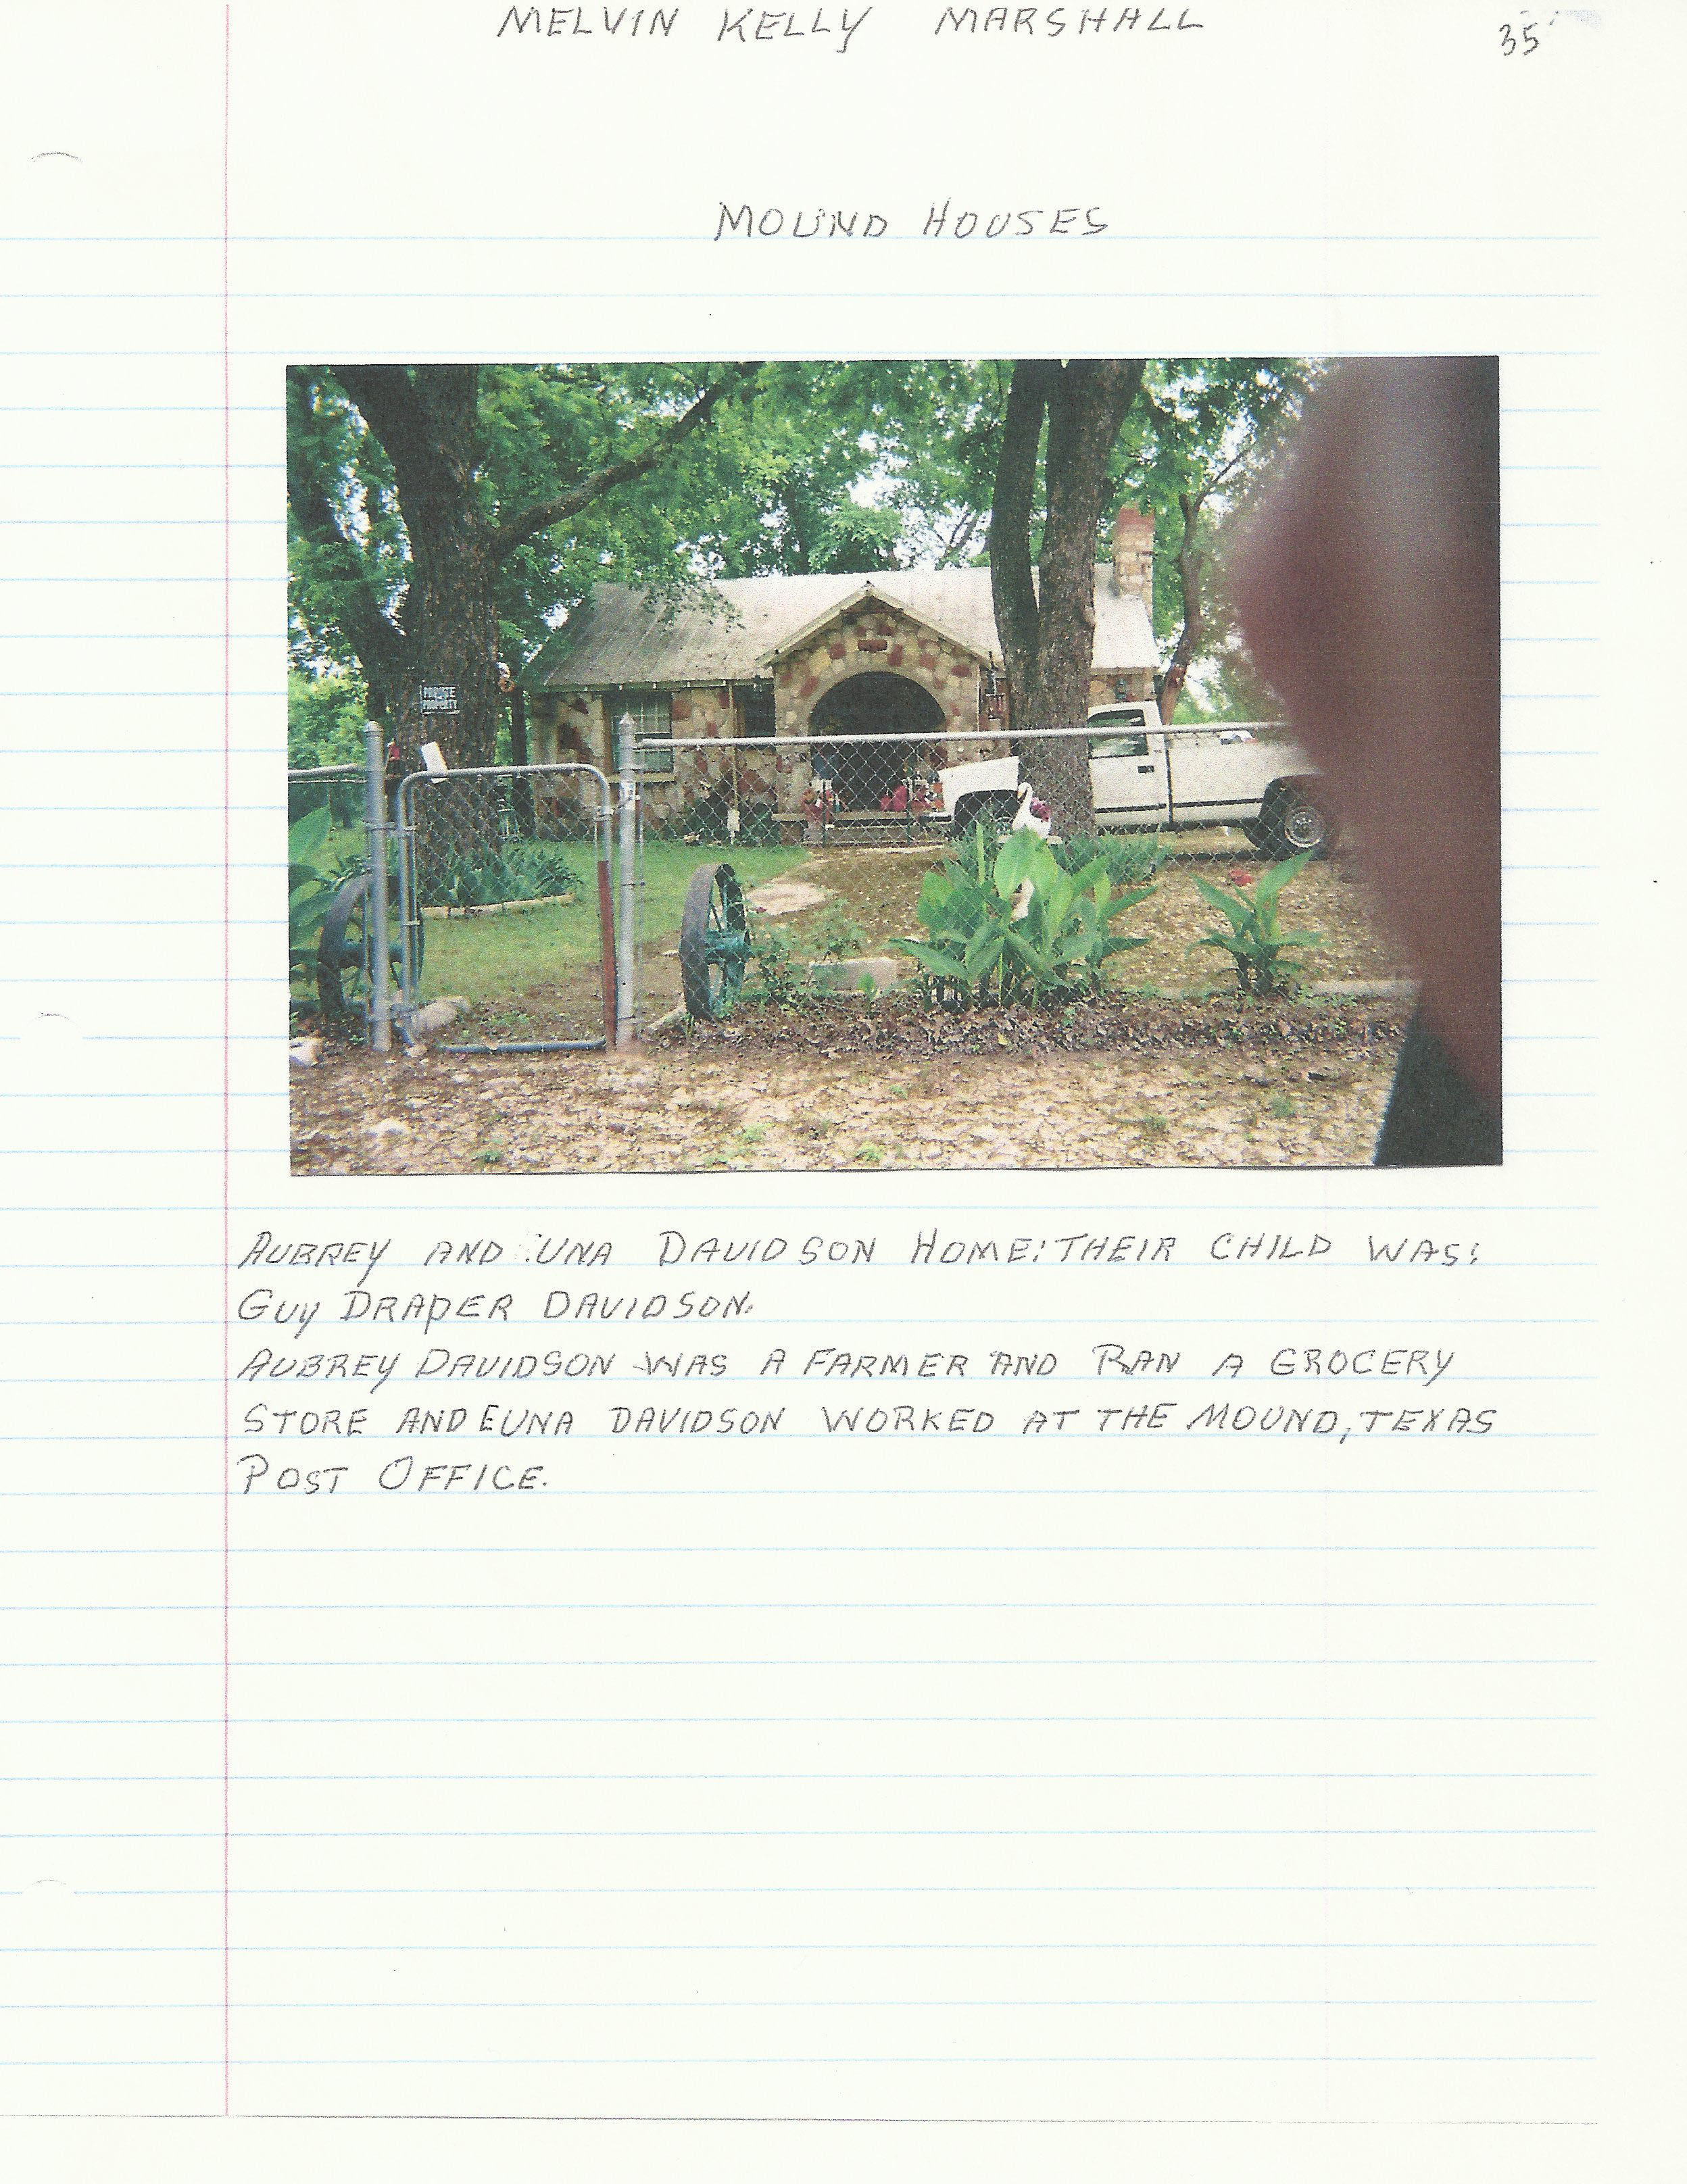 MELVIN KELLY MARSHALL
35
MOUND HOUSES
PRIVATE
PROPERTY
AUBREY AND UNA DAVIDSON HOME: THEIR CHILD WAS:
GUY DRAPER DAVIDSON.
AUBREY DAVIDSON WAS A FARMER AND RAN A GROCERY
STORE AND EUNA DAVIDSON WORKED AT THE MOUND, TEXAS
POST OFFICE.